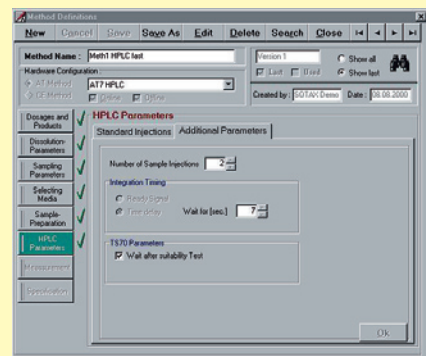 Method Definitions
New Cancel Save Save As Edit Delete Search Close
Method Name : Meth1 HPLC fast
Version 1
Show all
Last Used
Show last
Hardware Configuration :
AT-Method
AT7 HPLC
CE-Method
Online Offline
Created by : SOTAX Demo Date : 08.08.2000
Dosages and Products
Dissolution-Parameters
Sampling Parameters
Selecting Media
Sample-Preparation
HPLC Parameters
Measurement
Specification
HPLC Parameters
Standard Injections Additional Parameters
Number of Sample Injections 2
Integration Timing
Ready Signal
Time delay Wait for [sec.] 7
TS70 Parameters
Wait after suitability Test
Ok